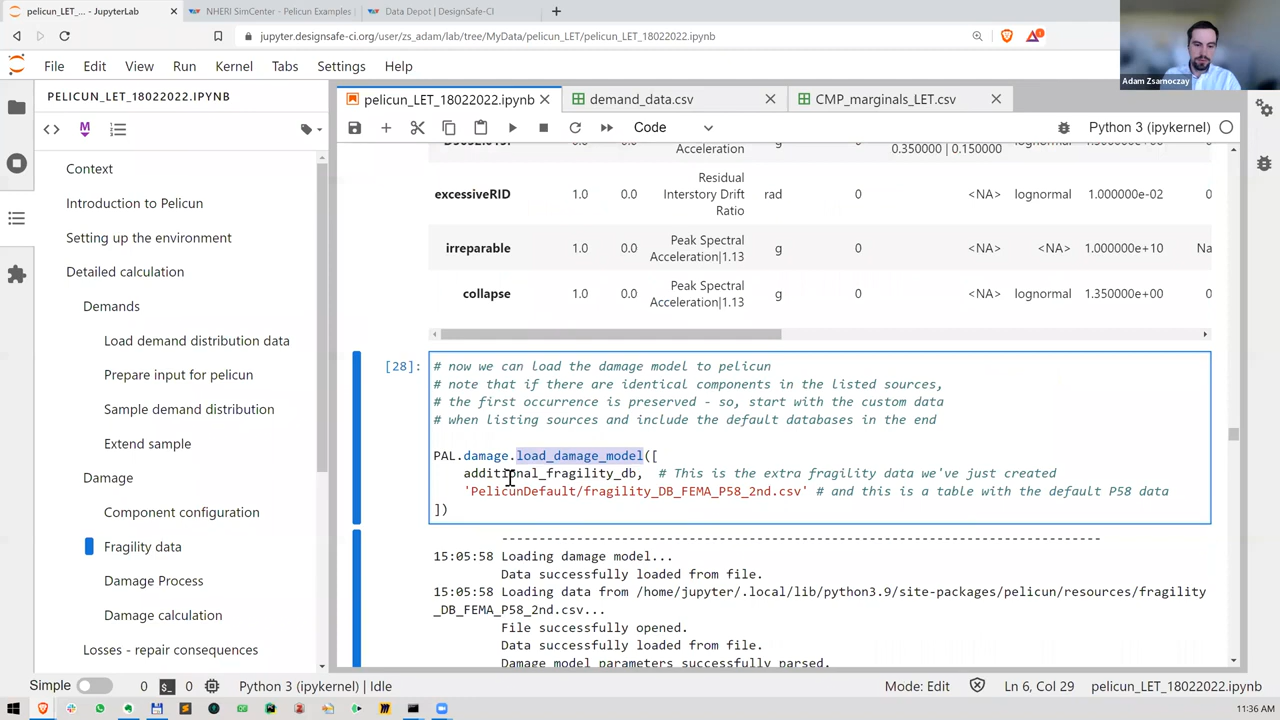 pelicun_LET_... - JupyterLab
NHERI SimCenter - Pelicun Examples
Data Depot | DesignSafe-CI
jupyter.designsafe-ci.org/user/zs_adam/lab/tree/MyData/pelicun_LET/pelicun_LET_18022022.ipynb
Adam Zsarnoczay
File Edit View Run Kernel Tabs Settings Help
PELICUN_LET_18022022.IPYNB
Context
Introduction to Pelicun
Setting up the environment
Detailed calculation
Demands
Load demand distribution data
Prepare input for pelicun
Sample demand distribution
Extend sample
Damage
Component configuration
Fragility data
Damage Process
Damage calculation
Losses - repair consequences
pelicun_LET_18022022.ipynb
demand_data.csv
CMP_marginals_LET.csv
Code
Python 3 (ipykernel)
Acceleration g 0 0.350000 | 0.150000
excessiveRID 1.0 0.0 Residual Interstory Drift Ratio rad 0 <NA> lognormal 1.000000e-02 0
irreparable 1.0 0.0 Peak Spectral Acceleration|1.13 g 0 <NA> <NA> 1.000000e+10 Na
collapse 1.0 0.0 Peak Spectral Acceleration|1.13 g 0 <NA> lognormal 1.350000e+00 0
[28]:
# now we can load the damage model to pelicun
# note that if there are identical components in the listed sources,
# the first occurrence is preserved - so, start with the custom data
# when listing sources and include the default databases in the end
PAL.damage.load_damage_model([
additional_fragility_db, # This is the extra fragility data we've just created
'PelicunDefault/fragility_DB_FEMA_P58_2nd.csv' # and this is a table with the default P58 data
])
--------------------------------------------------------------------------------
15:05:58 Loading damage model...
Data successfully loaded from file.
15:05:58 Loading data from /home/jupyter/.local/lib/python3.9/site-packages/pelicun/resources/fragility
_DB_FEMA_P58_2nd.csv...
File successfully opened.
Data successfully loaded from file.
Damage model parameters successfully parsed.
Simple 0 0 Python 3 (ipykernel) | Idle
Mode: Edit Ln 6, Col 29 pelicun_LET_18022022.ipynb
11:36 AM